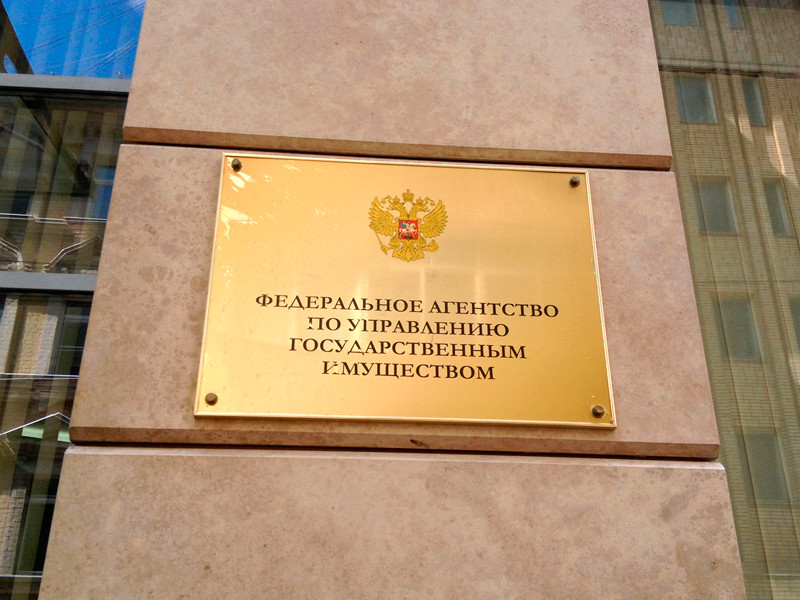 ФЕДЕРАЛЬНОЕ АГЕНТСТВО
ПО УПРАВЛЕНИЮ
ГОСУДАРСТВЕННЫМ
ИМУЩЕСТВОМ